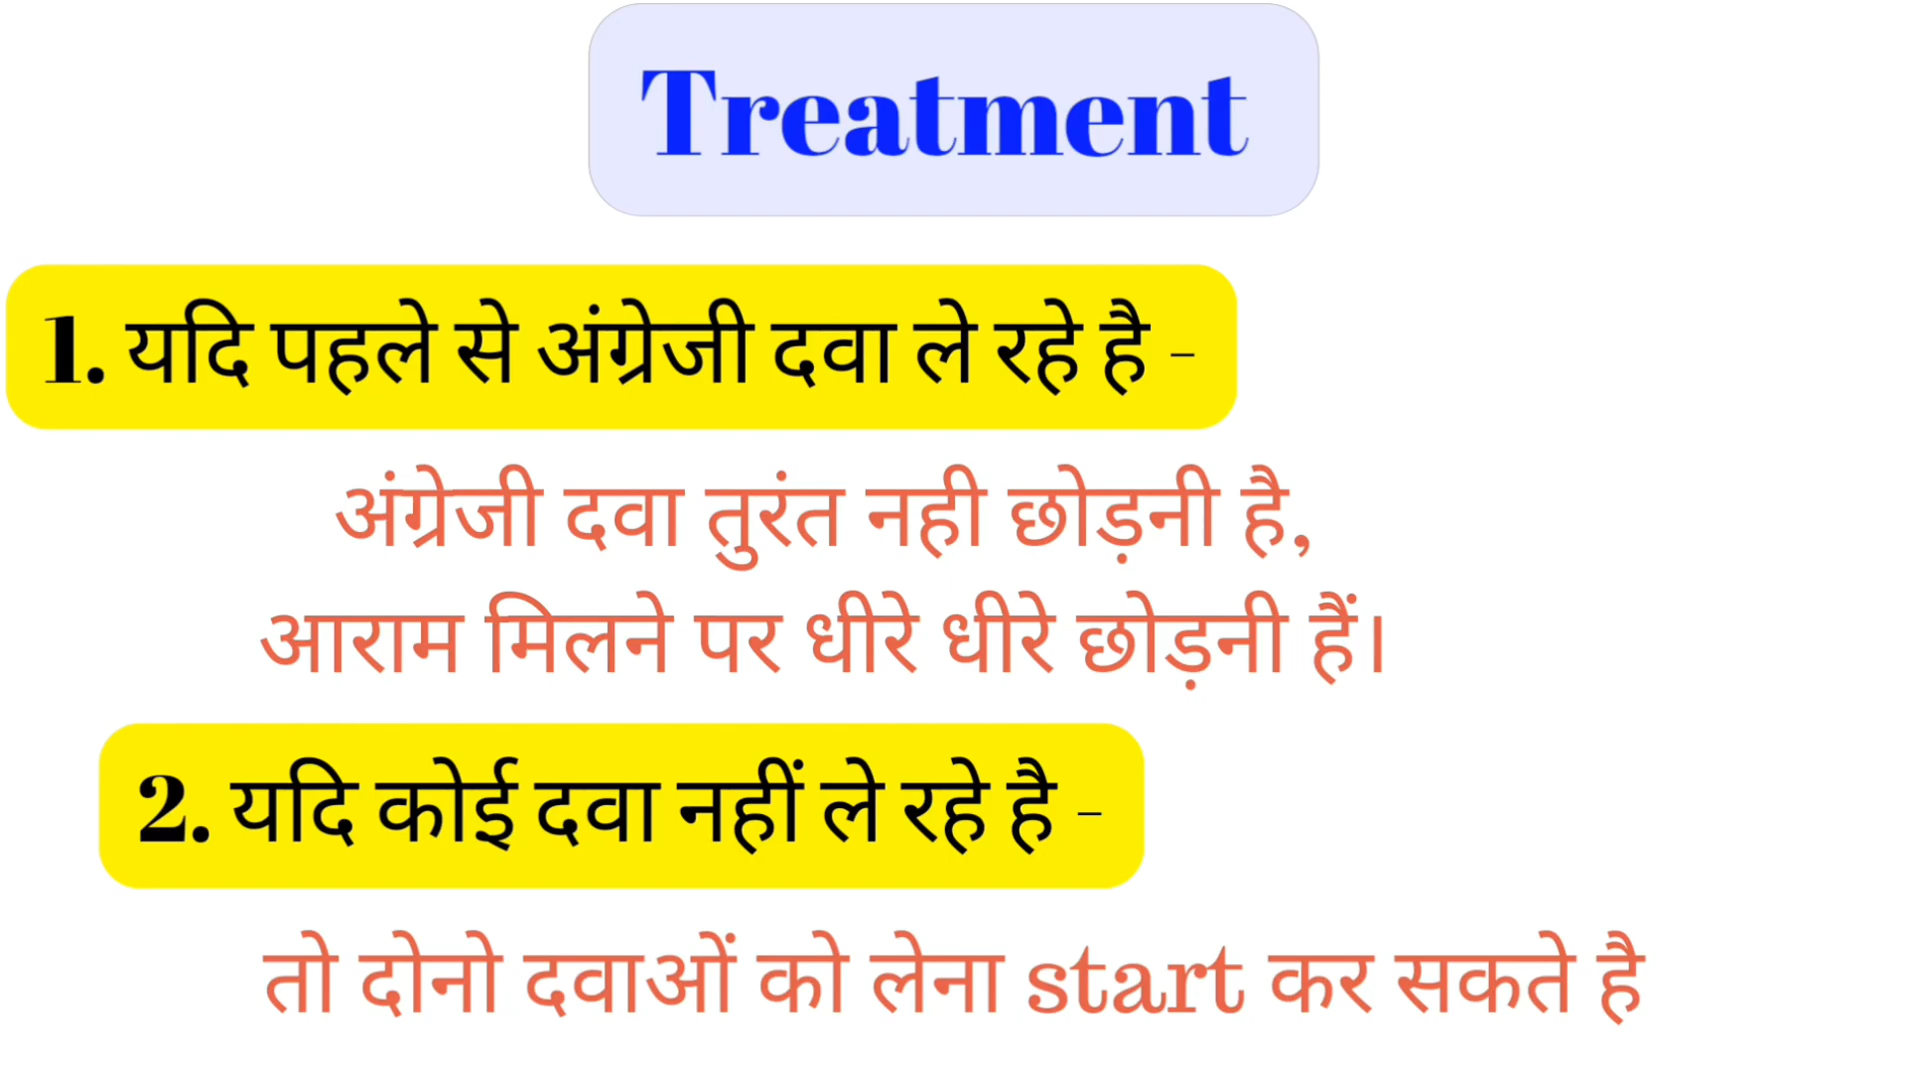 Treatment
1. यदि पहले से अंग्रेजी दवा ले रहे है -
अंग्रेजी दवा तुरंत नही छोड़नी है,
आराम मिलने पर धीरे धीरे छोड़नी हैं।
2. यदि कोई दवा नहीं ले रहे है -
तो दोनो दवाओं को लेना start कर सकते है